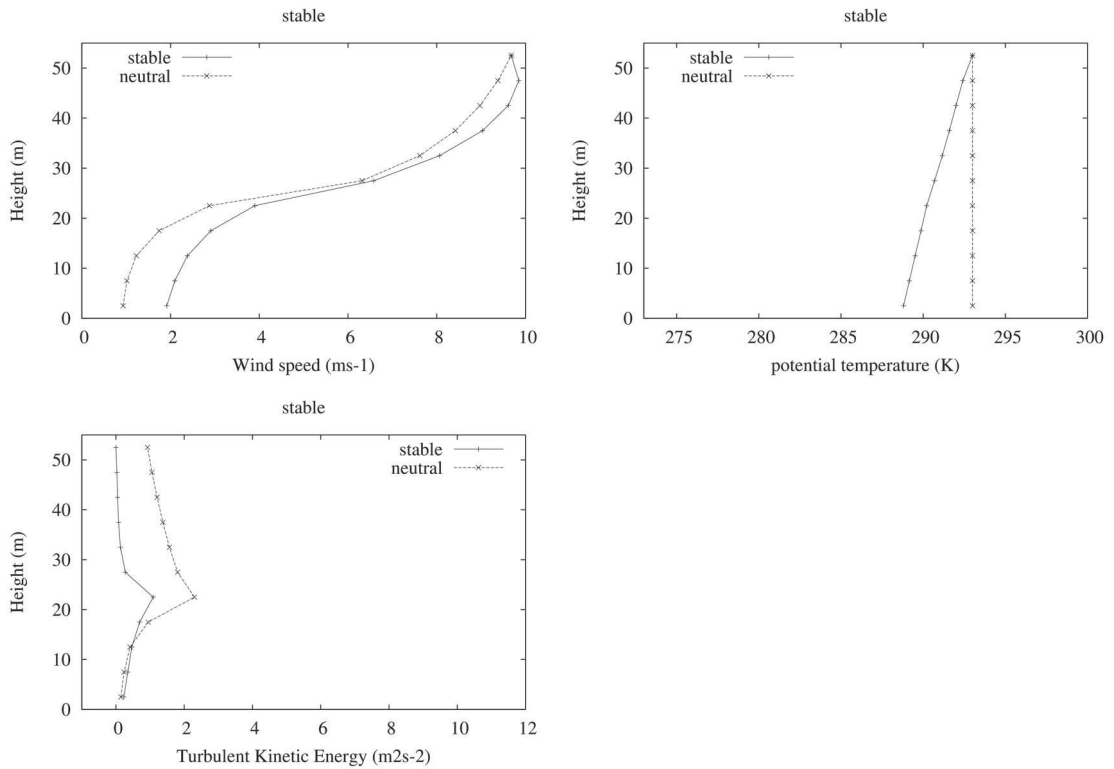 stable
stable
neutral
50
40
30
20
10
0
Height (m)
0 2 4 6 8 10
Wind speed (ms-1)
stable
stable
neutral
50
40
30
20
10
0
Height (m)
275 280 285 290 295 300
potential temperature (K)
stable
stable
neutral
50
40
30
20
10
0
Height (m)
0 2 4 6 8 10 12
Turbulent Kinetic Energy (m2s-2)